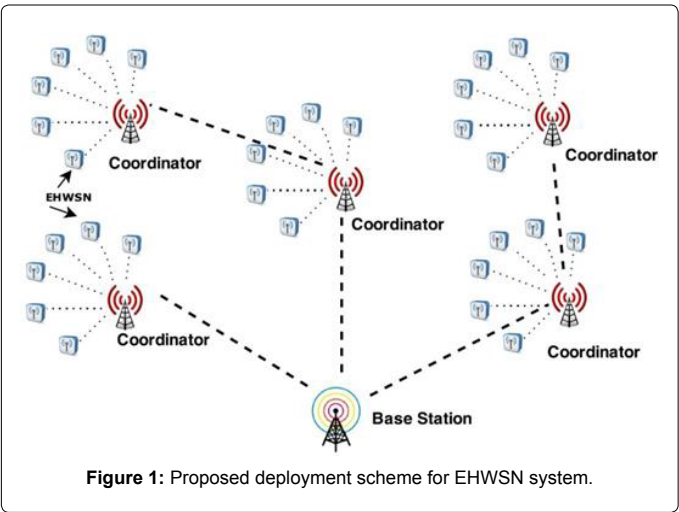 Coordinator
Coordinator
EHWSN
Coordinator
Coordinator
Coordinator
Base Station
Figure 1: Proposed deployment scheme for EHWSN system.